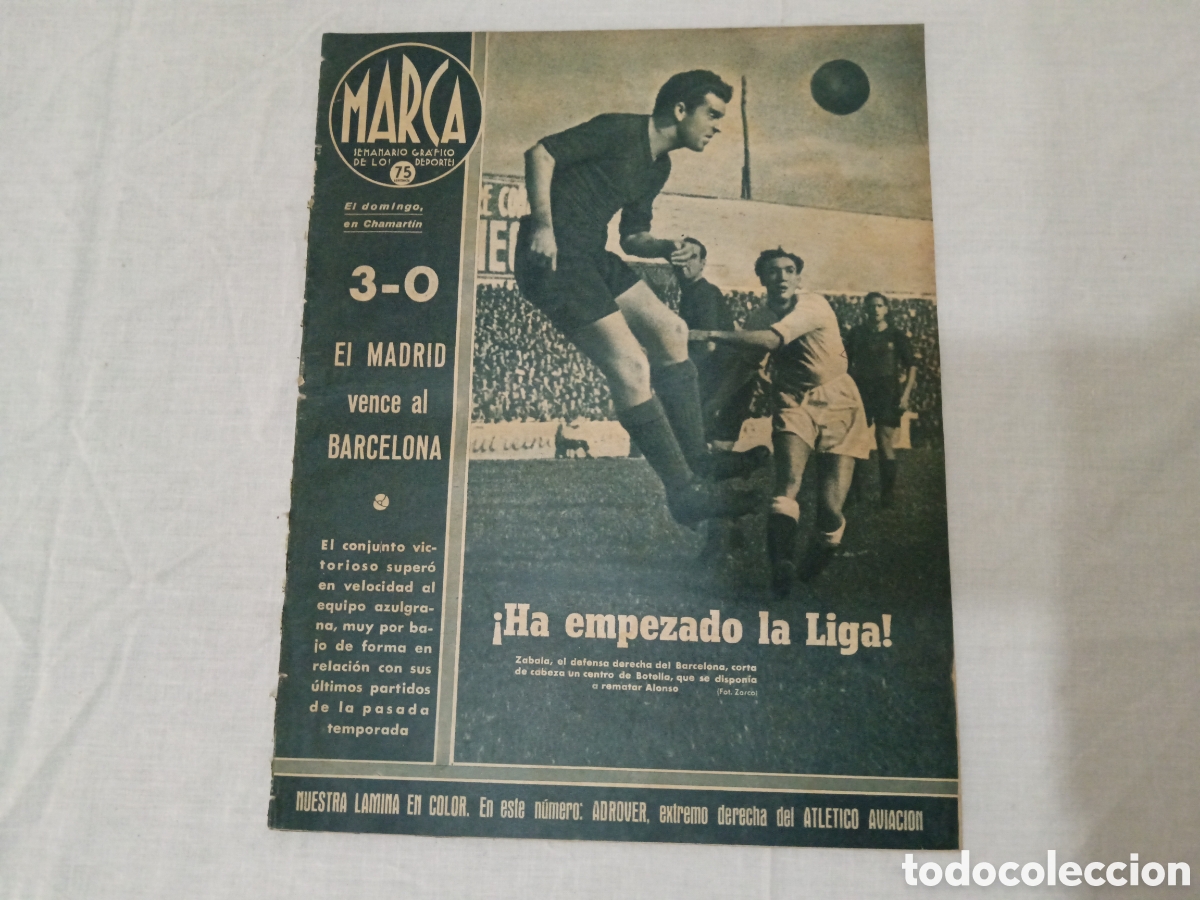 MARCA
SEMANARIO GRÁFICO
DE LOS DEPORTES
75
El domingo,
en Chamartín
3-0
El MADRID
vence al
BARCELONA
El conjunto vic-
torioso superó
en velocidad al
equipo azulgra-
na, muy por ba-
jo de forma en
relación con sus
últimos partidos
de la pasada
temporada
¡Ha empezado la Liga!
Zabala, el defensa derecha del Barcelona, corta
de cabeza un centro de Botella, que se disponía
a rematar Alonso (Fot. Zarco)
NUESTRA LAMINA EN COLOR. En este número: ADROVER, extremo derecha del ATLETICO AVIACION
todocoleccion